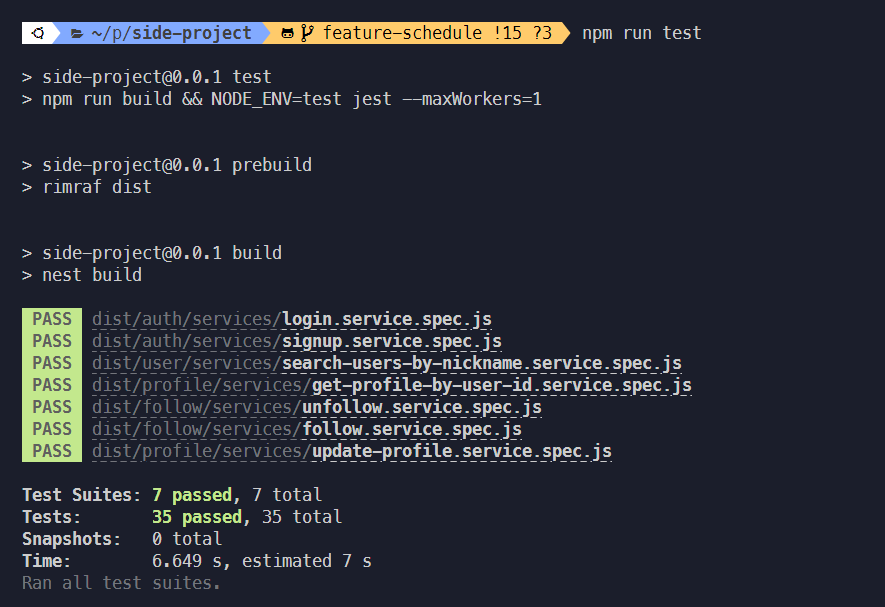 ~/p/side-project feature-schedule !15 ?3 npm run test
> side-project@0.0.1 test
> npm run build && NODE_ENV=test jest --maxWorkers=1
> side-project@0.0.1 prebuild
> rimraf dist
> side-project@0.0.1 build
> nest build
PASS dist/auth/services/login.service.spec.js
PASS dist/auth/services/signup.service.spec.js
PASS dist/user/services/search-users-by-nickname.service.spec.js
PASS dist/profile/services/get-profile-by-user-id.service.spec.js
PASS dist/follow/services/unfollow.service.spec.js
PASS dist/follow/services/follow.service.spec.js
PASS dist/profile/services/update-profile.service.spec.js
Test Suites: 7 passed, 7 total
Tests: 35 passed, 35 total
Snapshots: 0 total
Time: 6.649 s, estimated 7 s
Ran all test suites.